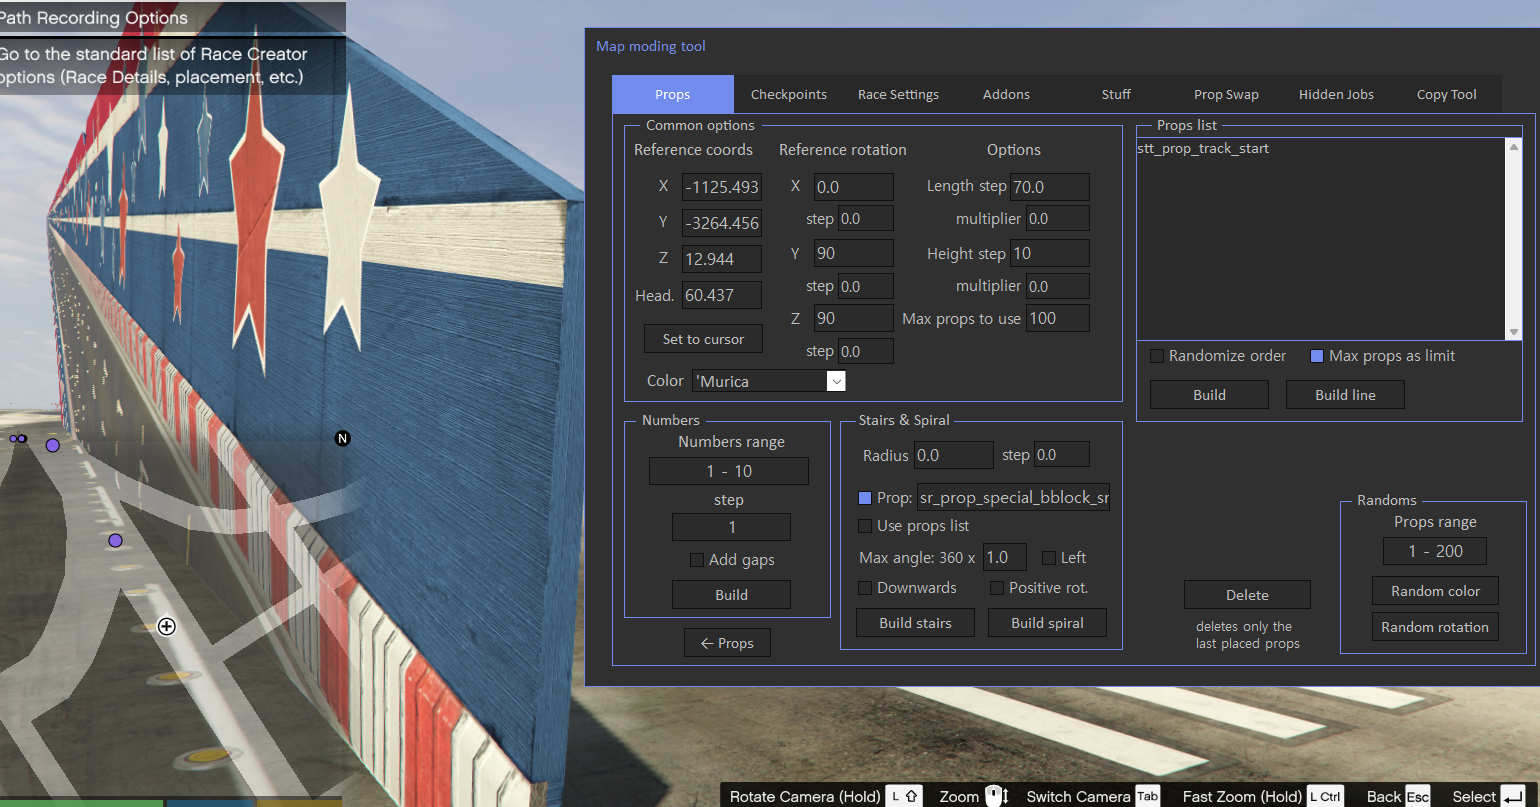 Path Recording Options
Go to the standard list of Race Creator
options (Race Details, placement, etc.)
N
Map moding tool
Props Checkpoints Race Settings Addons Stuff Prop Swap Hidden Jobs Copy Tool
Common options
Reference coords Reference rotation Options
X -1125.493 X 0.0 Length step 70.0
step 0.0 multiplier 0.0
Y -3264.456
Z 12.944 Y 90 Height step 10
step 0.0 multiplier 0.0
Head. 60.437
Z 90 Max props to use 100
Set to cursor
step 0.0
Color 'Murica
Props list
stt_prop_track_start
Randomize order Max props as limit
Build Build line
Numbers
Numbers range
1 - 10
step
1
Add gaps
Build
← Props
Stairs & Spiral
Radius 0.0 step 0.0
Prop: sr_prop_special_bblock_sr
Use props list
Max angle: 360 x 1.0 Left
Downwards Positive rot.
Build stairs Build spiral
Delete
deletes only the
last placed props
Randoms
Props range
1 - 200
Random color
Random rotation
Rotate Camera (Hold) L ⇧ Zoom Switch Camera Tab Fast Zoom (Hold) L Ctrl Back Esc Select